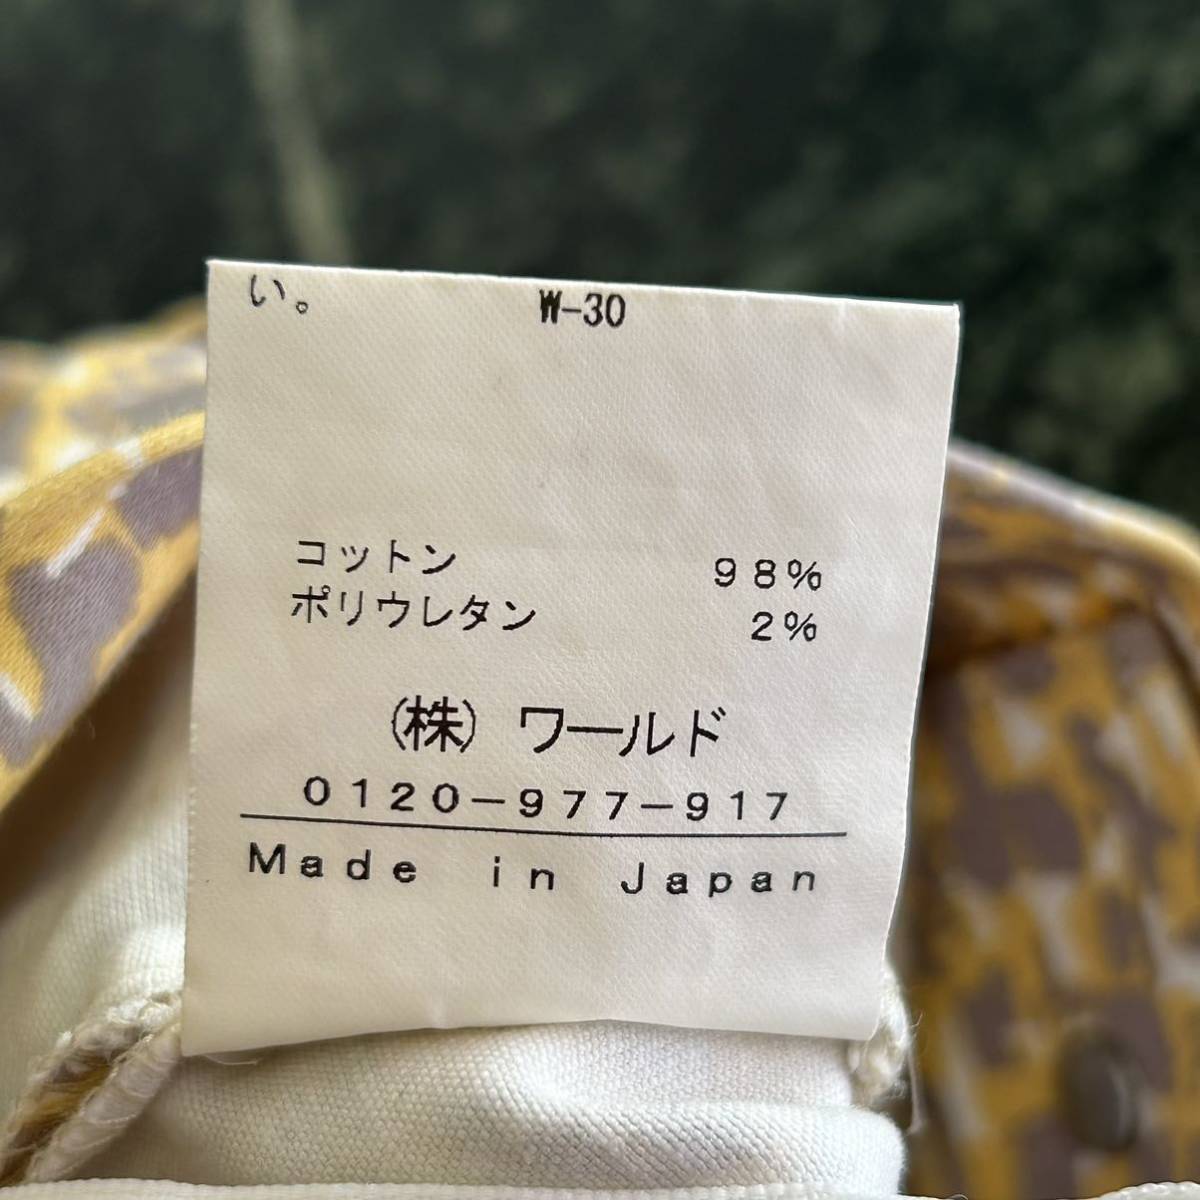 い。 W-30
コットン 98%
ポリウレタン 2%
(株) ワールド
0120-977-917
Made in Japan